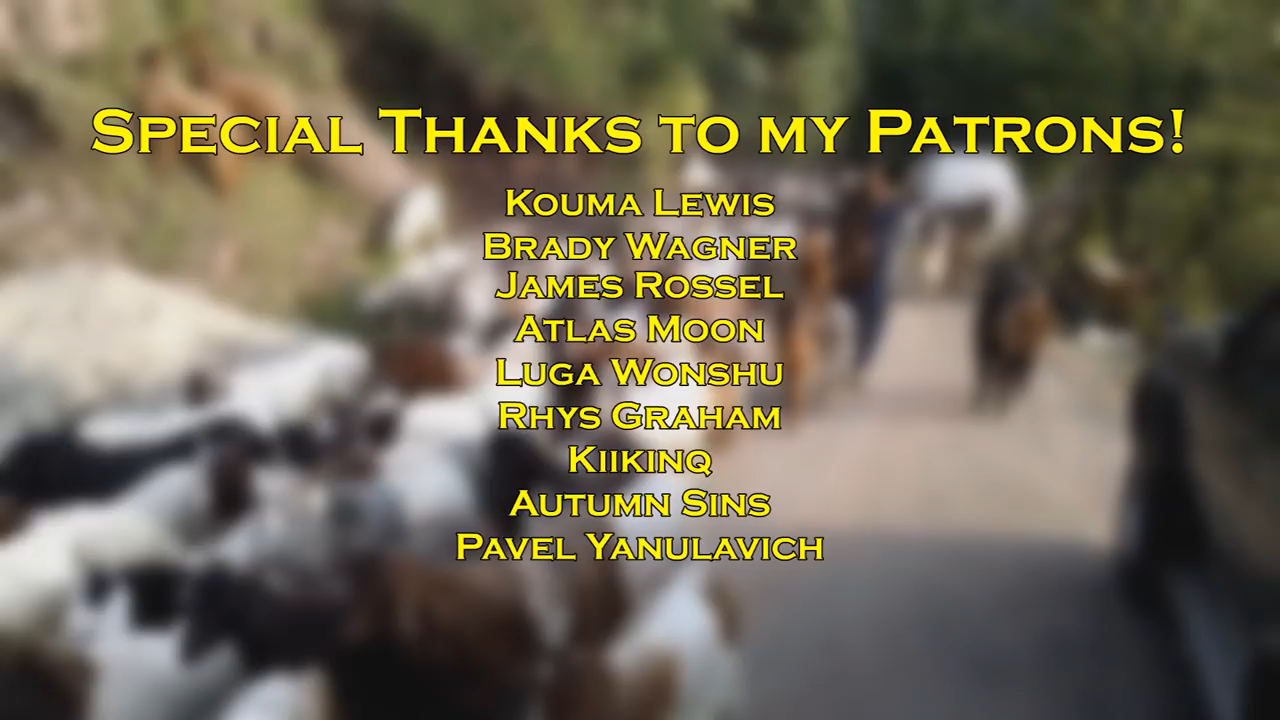 Special Thanks to my Patrons!
Kouma Lewis
Brady Wagner
James Rossel
Atlas Moon
Luga Wonshu
Rhys Graham
Kiikinq
Autumn Sins
Pavel Yanulavich